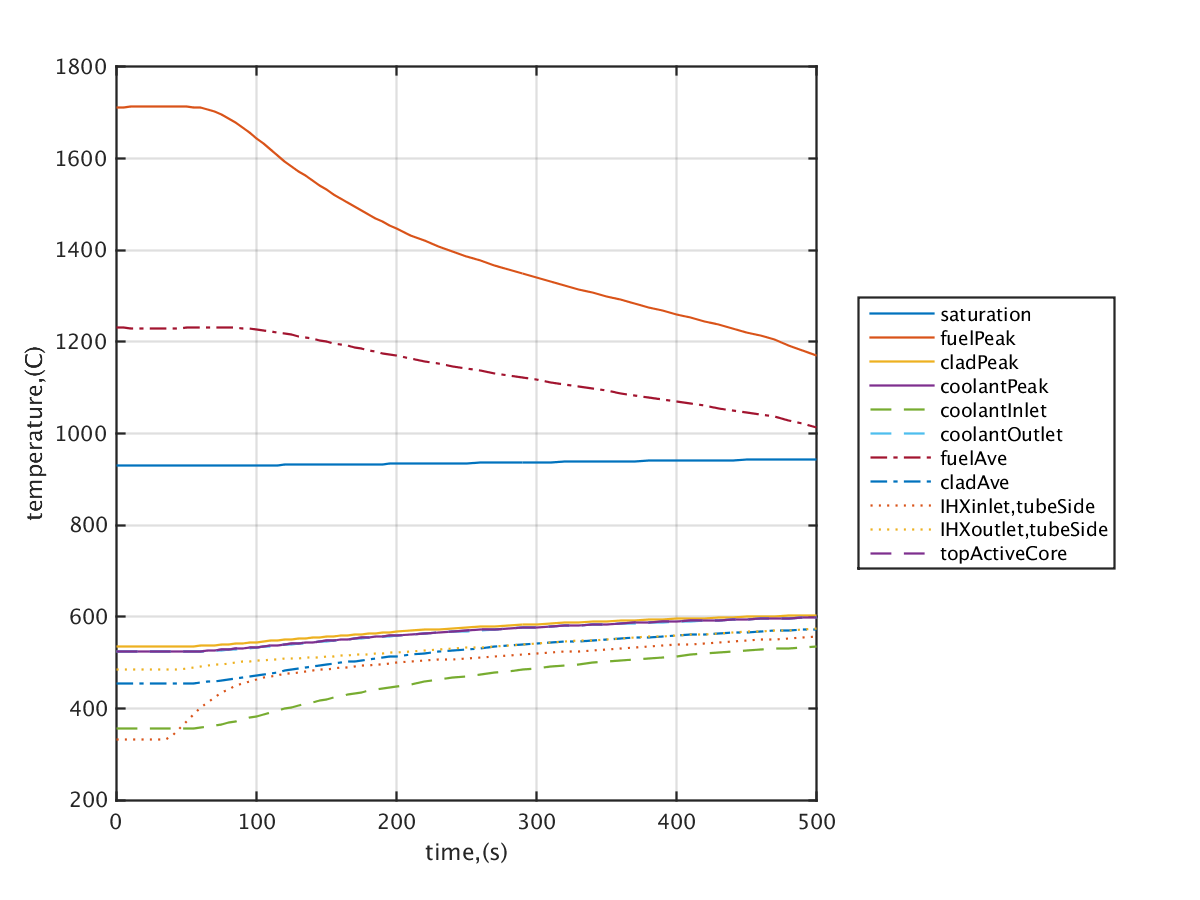 1800
1600
1400
1200
1000
800
600
400
200
temperature,(C)
0 100 200 300 400 500
time,(s)
saturation
fuelPeak
cladPeak
coolantPeak
coolantInlet
coolantOutlet
fuelAve
cladAve
IHXinlet,tubeSide
IHXoutlet,tubeSide
topActiveCore